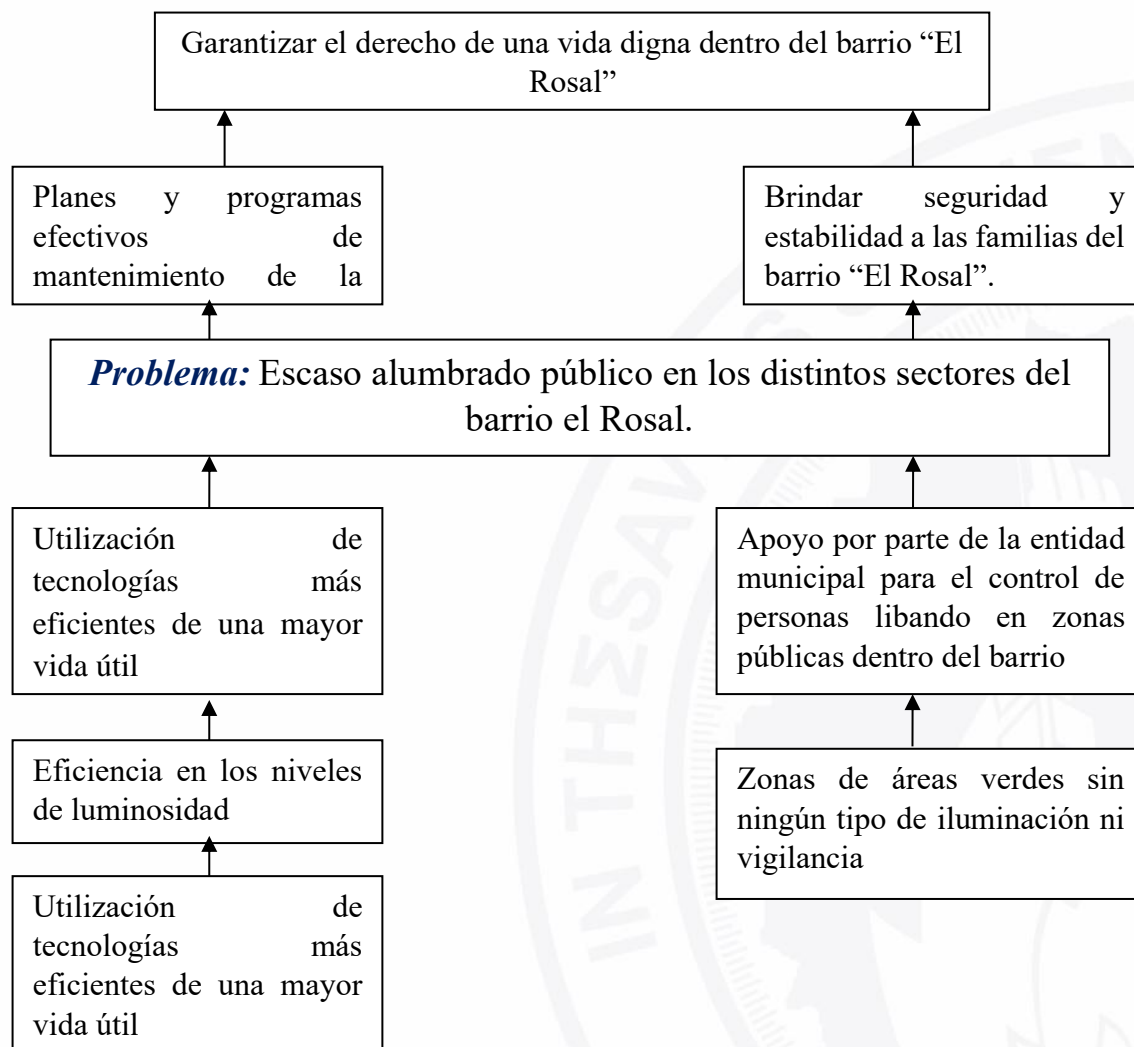 Garantizar el derecho de una vida digna dentro del barrio “El
Rosal”
Planes y programas
efectivos de
mantenimiento de la
Brindar seguridad y
estabilidad a las familias del
barrio “El Rosal”.
Problema: Escaso alumbrado público en los distintos sectores del
barrio el Rosal.
Utilización de
tecnologías más
eficientes de una mayor
vida útil
Apoyo por parte de la entidad
municipal para el control de
personas libando en zonas
públicas dentro del barrio
Eficiencia en los niveles
de luminosidad
Zonas de áreas verdes sin
ningún tipo de iluminación ni
vigilancia
Utilización de
tecnologías más
eficientes de una mayor
vida útil
IN THESAV